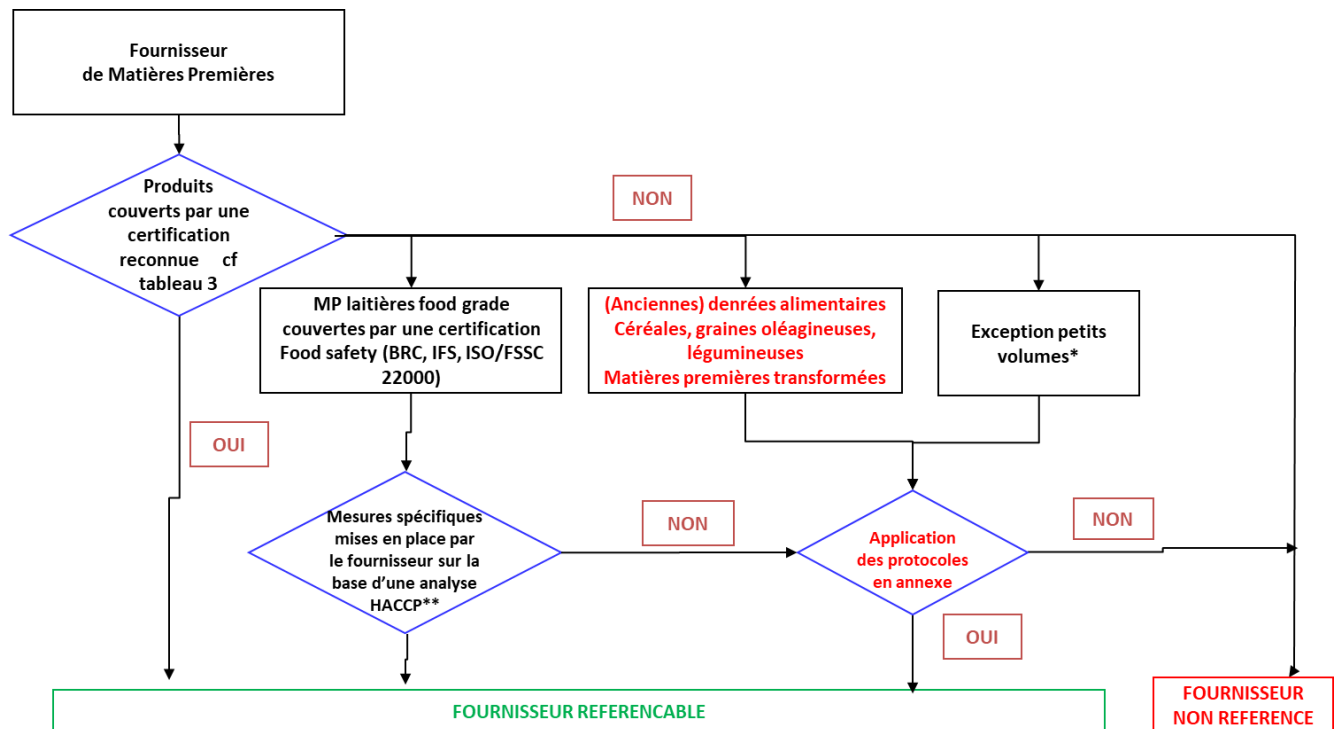 Fournisseur
de Matières Premières
Produits
couverts par une
certification
reconnue cf
tableau 3
NON
MP laitières food grade
couvertes par une certification
Food safety (BRC, IFS, ISO/FSSC
22000)
(Anciennes) denrées alimentaires
Céréales, graines oléagineuses,
légumineuses
Matières premières transformées
Exception petits
volumes*
OUI
Mesures spécifiques
mises en place par
le fournisseur sur la
base d’une analyse
HACCP**
NON
Application
des protocoles
en annexe
NON
OUI
FOURNISSEUR REFERENCABLE
FOURNISSEUR
NON REFERENCE